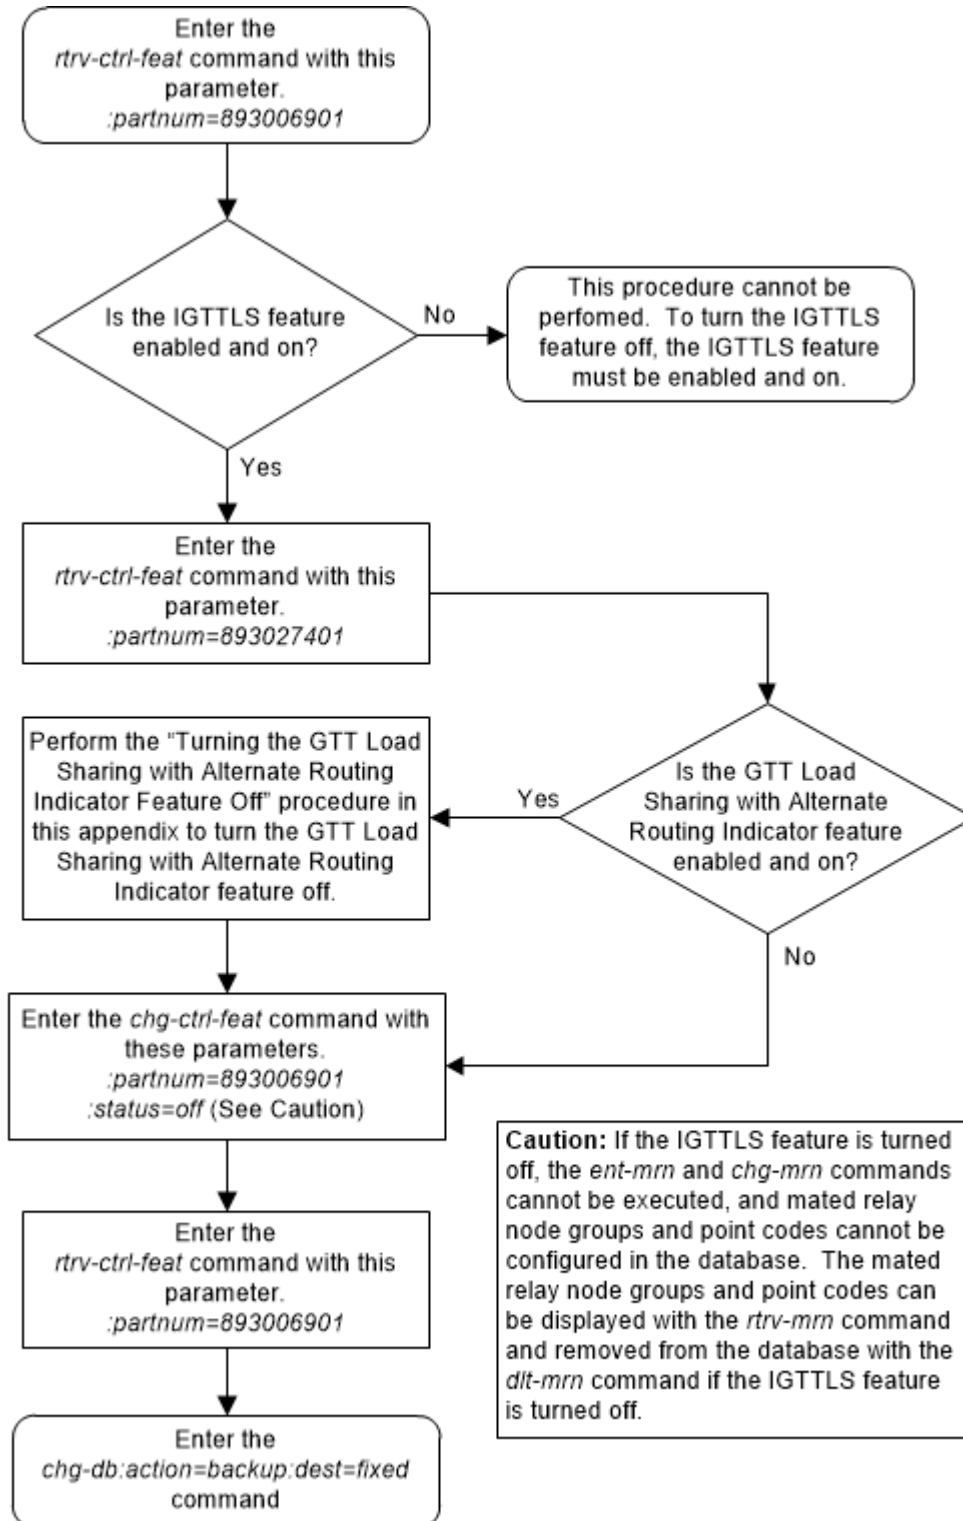 Enter the
rtrv-ctrl-feat command with this
parameter.
:partnum=893006901
Is the IGTTLS feature
enabled and on?
No
This procedure cannot be
perfomed. To turn the IGTTLS
feature off, the IGTTLS feature
must be enabled and on.
Yes
Enter the
rtrv-ctrl-feat command with this
parameter.
:partnum=893027401
Is the GTT Load
Sharing with Alternate
Routing Indicator feature
enabled and on?
Yes
Perform the “Turning the GTT Load
Sharing with Alternate Routing
Indicator Feature Off” procedure in
this appendix to turn the GTT Load
Sharing with Alternate Routing
Indicator feature off.
No
Enter the chg-ctrl-feat command with
these parameters.
:partnum=893006901
:status=off (See Caution)
Caution: If the IGTTLS feature is turned
off, the ent-mrn and chg-mrn commands
cannot be executed, and mated relay
node groups and point codes cannot be
configured in the database. The mated
relay node groups and point codes can
be displayed with the rtrv-mrn command
and removed from the database with the
dlt-mrn command if the IGTTLS feature
is turned off.
Enter the
rtrv-ctrl-feat command with this
parameter.
:partnum=893006901
Enter the
chg-db:action=backup:dest=fixed
command